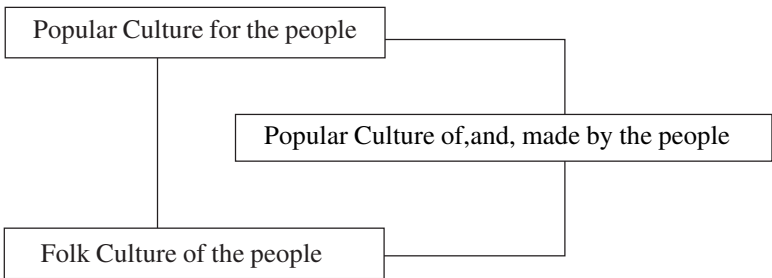 Popular Culture for the people
Popular Culture of,and, made by the people
Folk Culture of the people